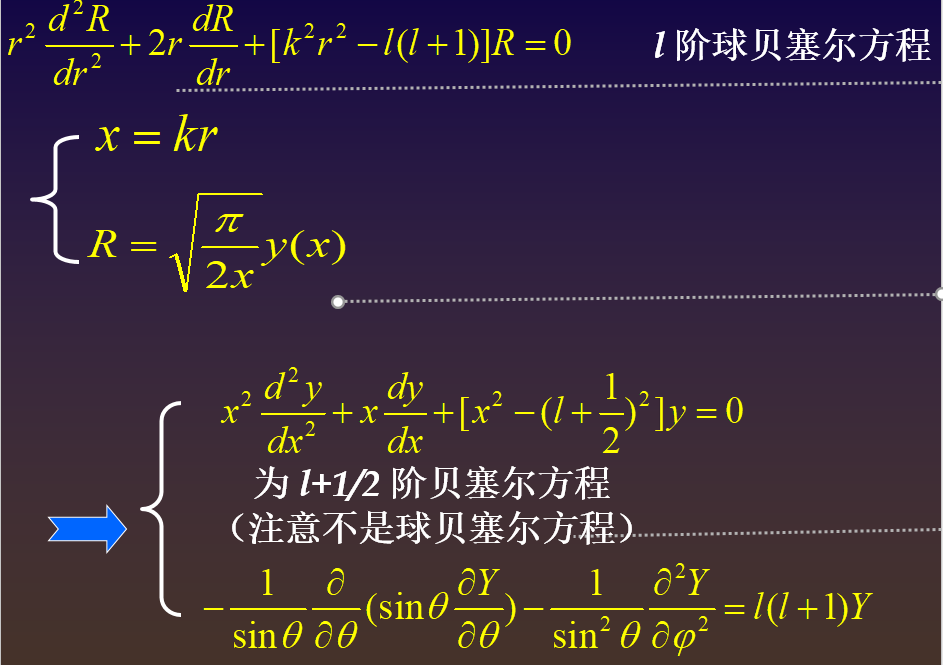 r² d²R/dr² + 2r dR/dr + [k²r² − l(l+1)]R = 0 l 阶球贝塞尔方程
x = kr
R = √(π/2x) y(x)
x² d²y/dx² + x dy/dx + [x² − (l + 1/2)²]y = 0
为 l+1/2 阶贝塞尔方程
（注意不是球贝塞尔方程）
− 1/sinθ ∂/∂θ (sinθ ∂Y/∂θ) − 1/sin²θ ∂²Y/∂φ² = l(l+1)Y